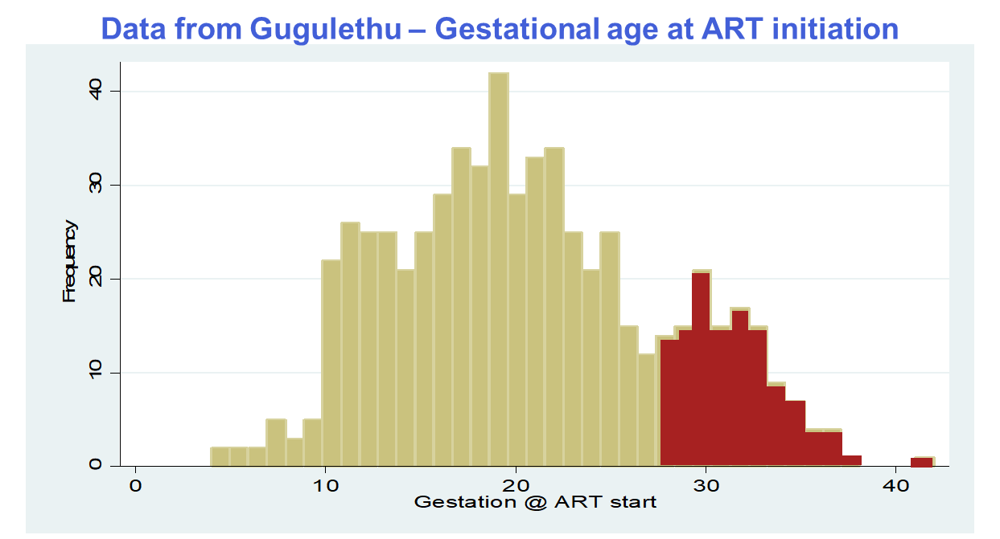 Data from Gugulethu – Gestational age at ART initiation
40
30
20
10
0
Frequency
0 10 20 30 40
Gestation @ ART start